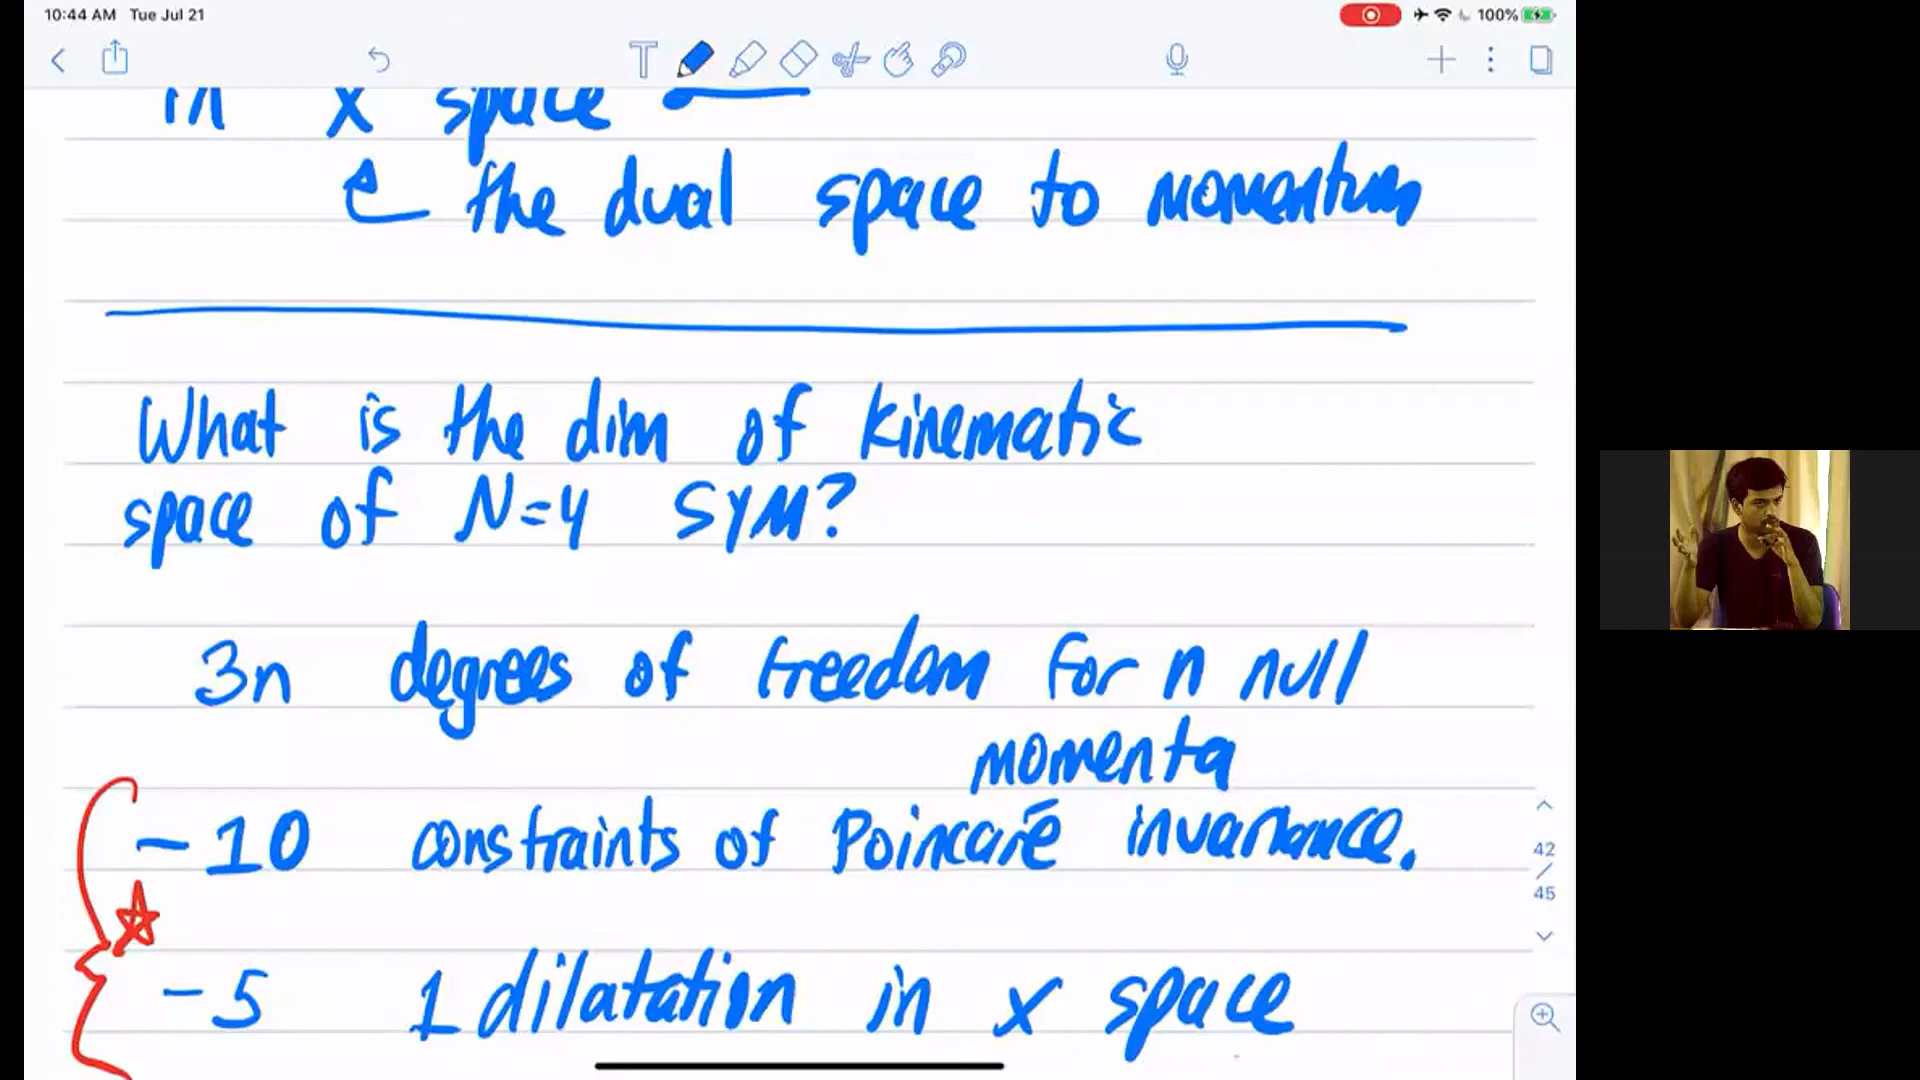 10:44 AM Tue Jul 21
100%
in x space
the dual space to momentum
What is the dim of kinematic
space of N=4 SYM?
3n degrees of freedom for n null
momenta
-10 constraints of Poincaré invariance.
42
/
45
-5 1 dilatation in x space